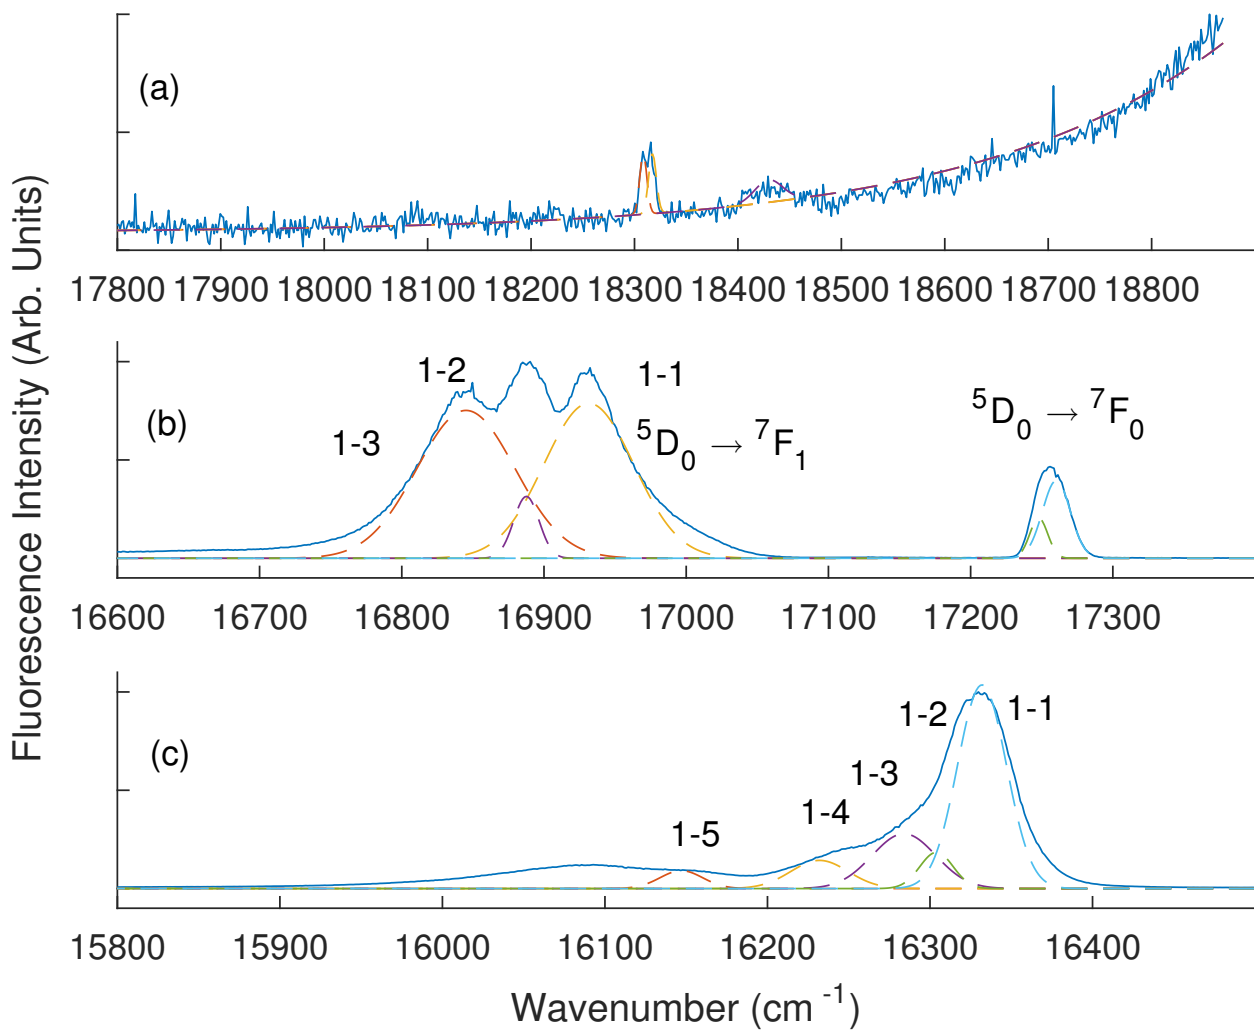 Fluorescence Intensity (Arb. Units)
(a)
17800 17900 18000 18100 18200 18300 18400 18500 18600 18700 18800
(b)
1-3
1-2
1-1
⁵D₀ → ⁷F₁
⁵D₀ → ⁷F₀
16600 16700 16800 16900 17000 17100 17200 17300
(c)
1-5
1-4
1-3
1-2
1-1
15800 15900 16000 16100 16200 16300 16400
Wavenumber (cm⁻¹)